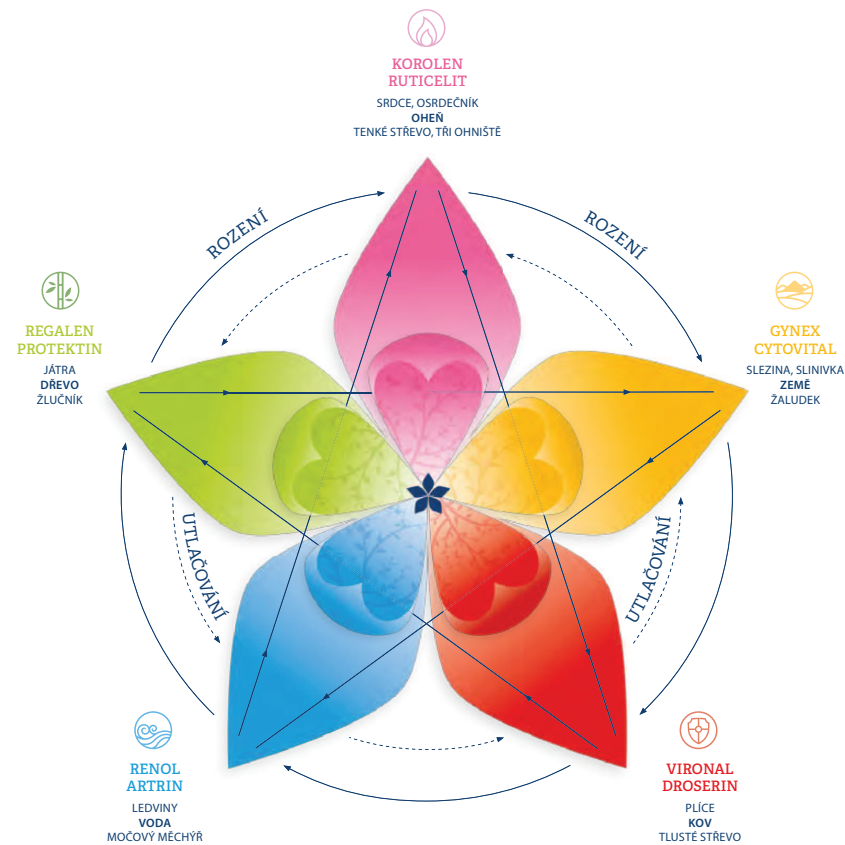 KOROLEN
RUTICELIT
SRDCE, OSRDEČNÍK
OHEŇ
TENKÉ STŘEVO, TŘI OHNIŠTĚ
ROZENÍ
ROZENÍ
REGALEN
PROTEKTIN
JÁTRA
DŘEVO
ŽLUČNÍK
GYNEX
CYTOVITAL
SLEZINA, SLINIVKA
ZEMĚ
ŽALUDEK
UTLAČOVÁNÍ
UTLAČOVÁNÍ
RENOL
ARTRIN
LEDVINY
VODA
MOČOVÝ MĚCHÝŘ
VIRONAL
DROSERIN
PLÍCE
KOV
TLUSTÉ STŘEVO